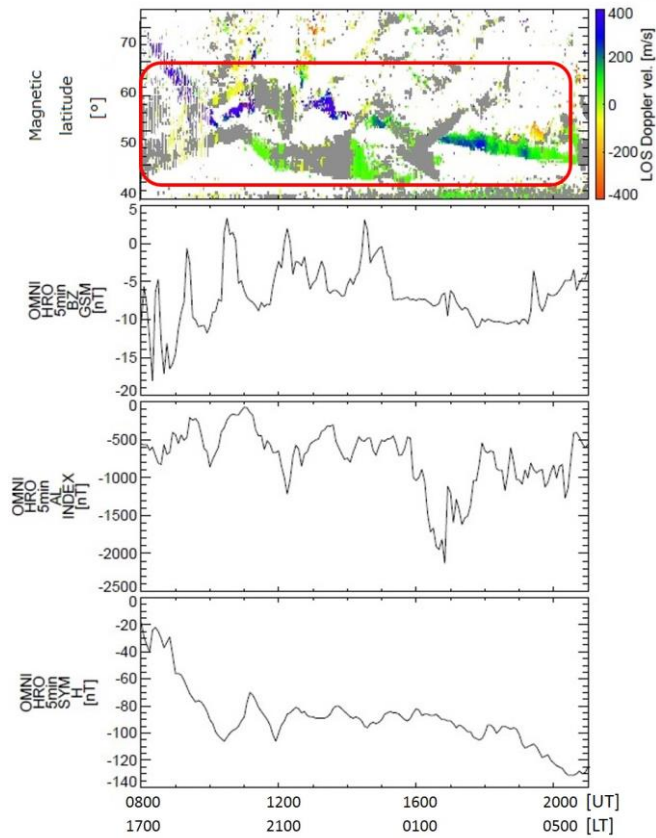 70
60
50
40
Magnetic
latitude
[°]
400
200
0
-200
-400
LOS Doppler vel. [m/s]
5
0
-5
-10
-15
-20
OMNI
HRO
5min
BZ
GSM
[nT]
0
-500
-1000
-1500
-2000
-2500
OMNI
HRO
5min
AL
INDEX
[nT]
0
-20
-40
-60
-80
-100
-120
-140
OMNI
HRO
5min
SYM
H
[nT]
0800 1200 1600 2000 [UT]
1700 2100 0100 0500 [LT]